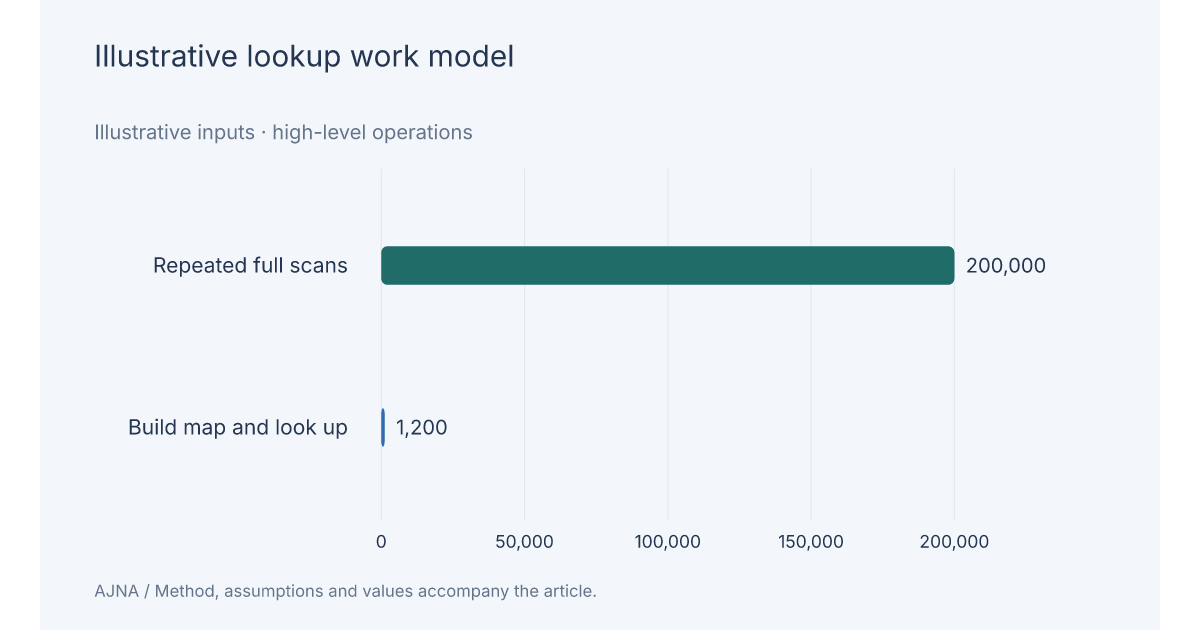 Illustrative lookup work model
Illustrative inputs · high-level operations
Repeated full scans 200,000
Build map and look up 1,200
0 50,000 100,000 150,000 200,000
AJNA / Method, assumptions and values accompany the article.